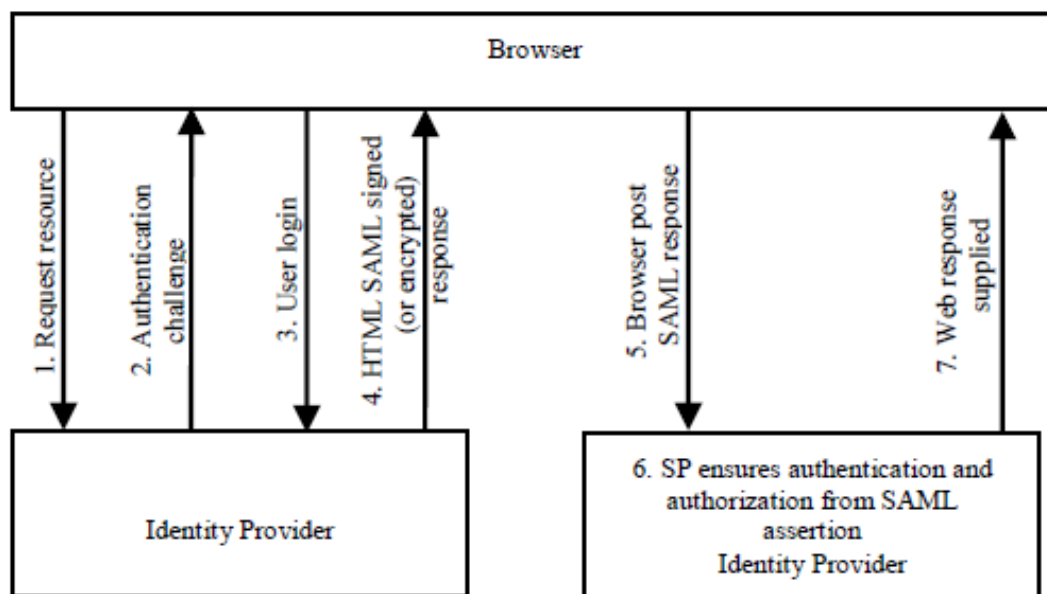 Browser
1. Request resource
2. Authentication
challenge
3. User login
4. HTML SAML signed
(or encrypted)
response
5. Browser post
SAML response
7. Web response
supplied
Identity Provider
6. SP ensures authentication and
authorization from SAML
assertion
Identity Provider